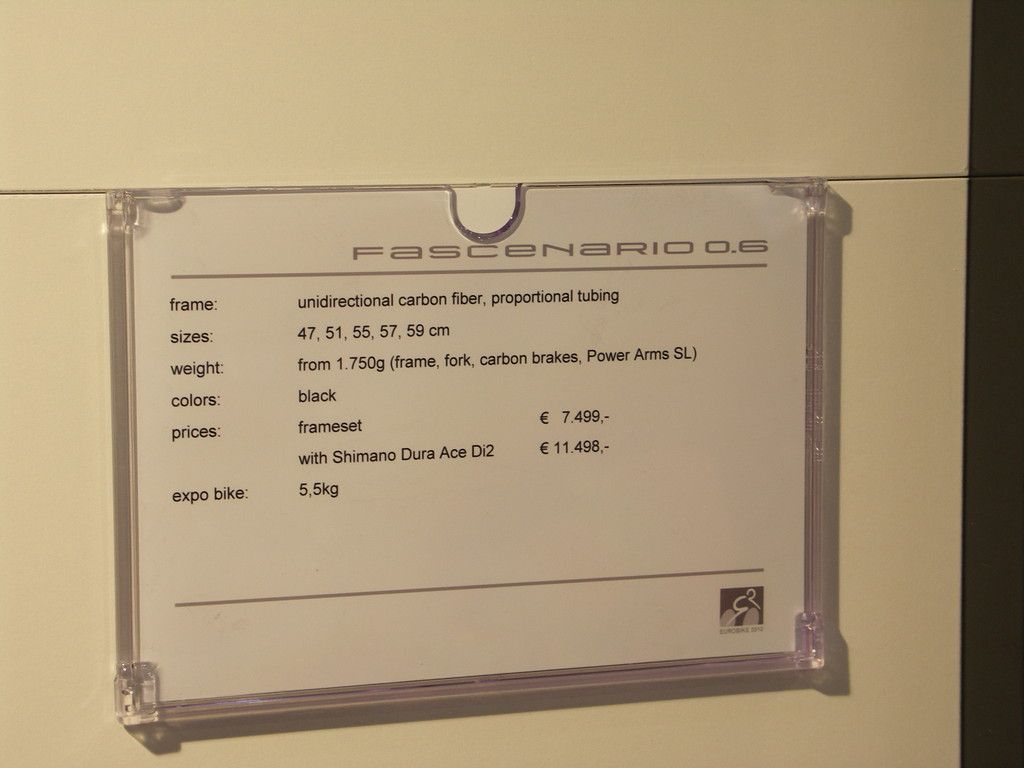 FASCENARIO 0.6
frame: unidirectional carbon fiber, proportional tubing
sizes: 47, 51, 55, 57, 59 cm
weight: from 1.750g (frame, fork, carbon brakes, Power Arms SL)
colors: black
prices: frameset € 7.499,-
with Shimano Dura Ace Di2 € 11.498,-
expo bike: 5,5kg
EUROBIKE